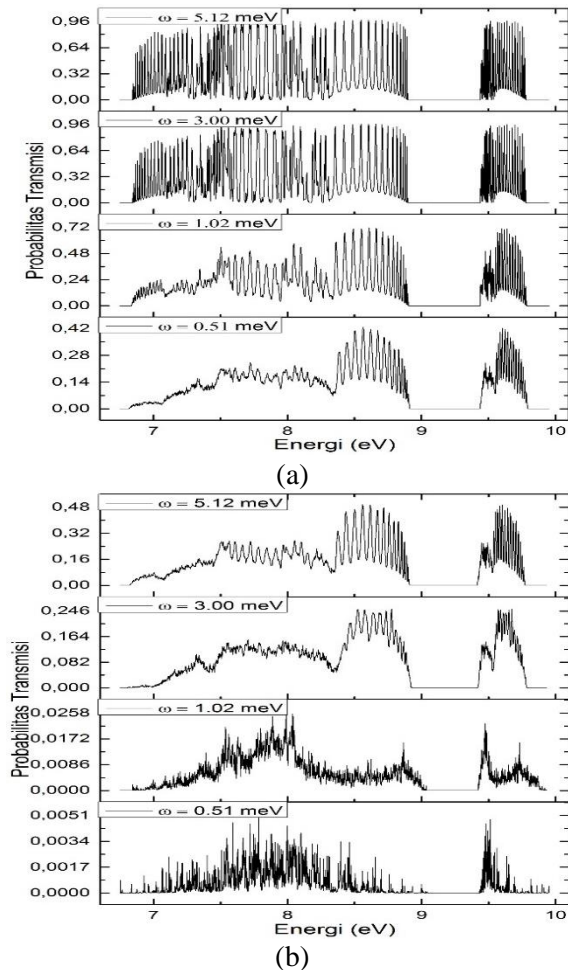 ω = 5.12 meV
0,96
0,64
0,32
0,00
ω = 3.00 meV
0,96
0,64
0,32
0,00
ω = 1.02 meV
0,72
0,48
0,24
0,00
ω = 0.51 meV
0,42
0,28
0,14
0,00
Probabilitas Transmisi
7 8 9 10
Energi (eV)
(a)
ω = 5.12 meV
0,48
0,32
0,16
0,00
ω = 3.00 meV
0,246
0,164
0,082
0,000
ω = 1.02 meV
0,0258
0,0172
0,0086
0,0000
ω = 0.51 meV
0,0051
0,0034
0,0017
0,0000
Probabilitas Transmisi
7 8 9 10
Energi (eV)
(b)